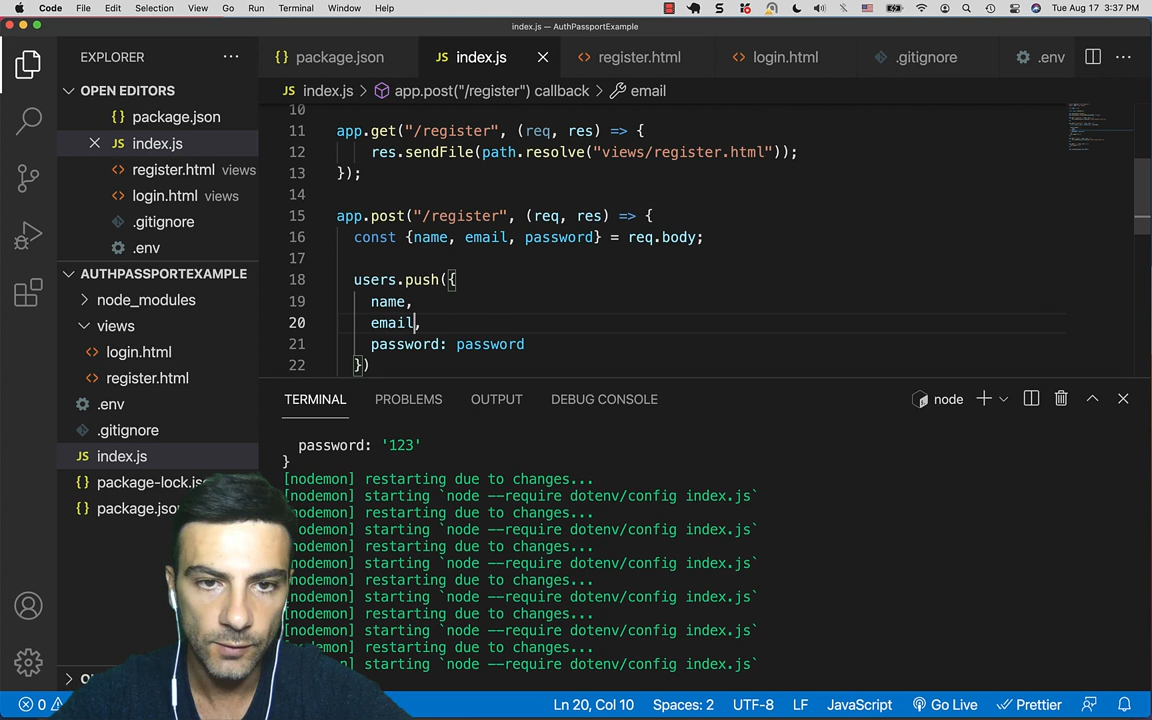 Code File Edit Selection View Go Run Terminal Window Help Tue Aug 17 3:37 PM
index.js — AuthPassportExample
EXPLORER ···
{} package.json JS index.js × <> register.html <> login.html .gitignore .env ···
JS index.js > app.post("/register") callback > email
OPEN EDITORS
{} package.json
× JS index.js
<> register.html views
<> login.html views
.gitignore
.env
AUTHPASSPORTEXAMPLE
node_modules
views
<> login.html
<> register.html
.env
.gitignore
JS index.js
{} package-lock.js
{} package.jso
10
11 app.get("/register", (req, res) => {
12 res.sendFile(path.resolve("views/register.html"));
13 });
14
15 app.post("/register", (req, res) => {
16 const {name, email, password} = req.body;
17
18 users.push({
19 name,
20 email,
21 password: password
22 })
TERMINAL PROBLEMS OUTPUT DEBUG CONSOLE node
password: '123'
}
[nodemon] restarting due to changes...
[nodemon] starting `node --require dotenv/config index.js`
[nodemon] restarting due to changes...
nodemon] starting `node --require dotenv/config index.js`
nodemon] restarting due to changes...
nodemon] starting `node --require dotenv/config index.js`
nodemon] restarting due to changes...
nodemon] starting `node --require dotenv/config index.js`
nodemon] restarting due to changes...
nodemon] starting `node --require dotenv/config index.js`
nodemon] restarting due to changes...
nodemon] starting `node --require dotenv/config index.js`
0 Ln 20, Col 10 Spaces: 2 UTF-8 LF JavaScript Go Live Prettier